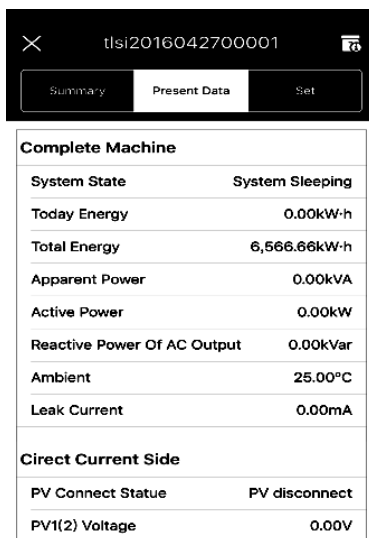 tlsi2016042700001
Summary Present Data Set
Complete Machine
System State System Sleeping
Today Energy 0.00kW·h
Total Energy 6,566.66kW·h
Apparent Power 0.00kVA
Active Power 0.00kW
Reactive Power Of AC Output 0.00kVar
Ambient 25.00°C
Leak Current 0.00mA
Cirect Current Side
PV Connect Statue PV disconnect
PV1(2) Voltage 0.00V